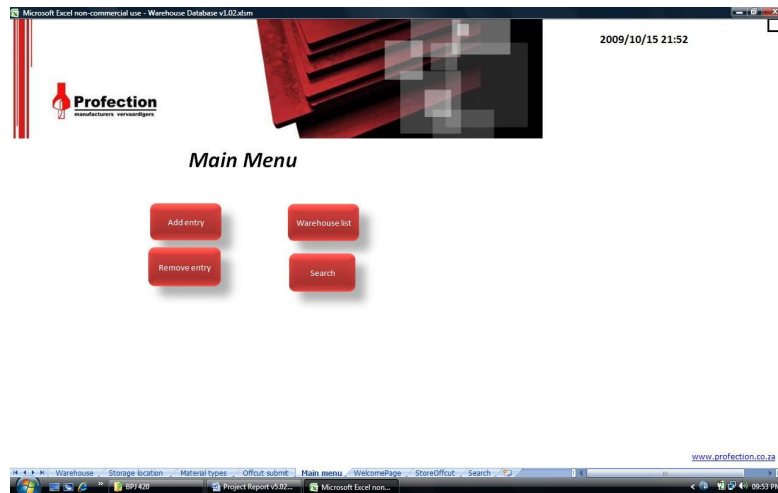 Microsoft Excel non-commercial use - Warehouse Database v1.02.xlsm
2009/10/15 21:52
Profection
manufacturers vervaardigers
Main Menu
Add entry
Warehouse list
Remove entry
Search
www.profection.co.za
Warehouse Storage location Material types Offcut submit Main menu WelcomePage StoreOffcut Search
BPJ 420 Project Report v5.02... Microsoft Excel non... 09:53 PM